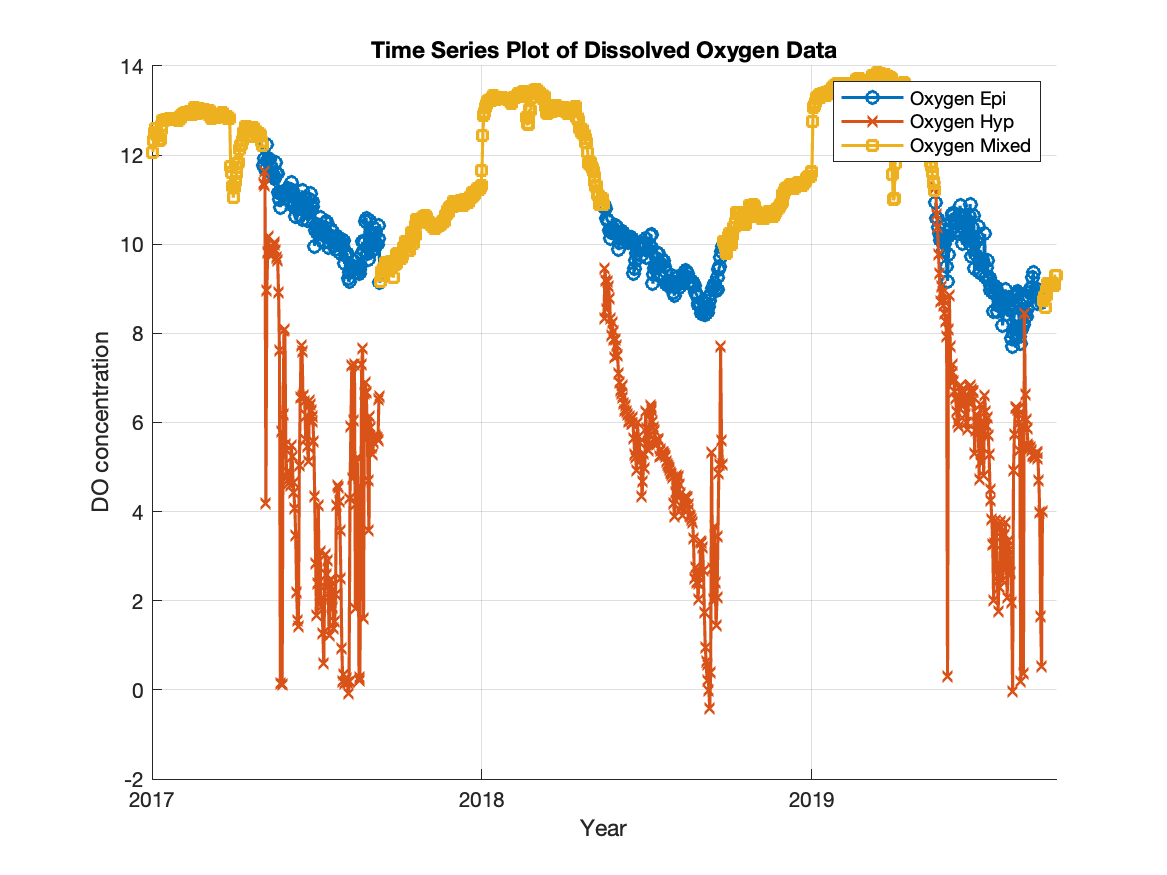 Time Series Plot of Dissolved Oxygen Data
14
Oxygen Epi
Oxygen Hyp
Oxygen Mixed
12
10
8
6
4
2
0
-2
DO concentration
2017
2018
2019
Year